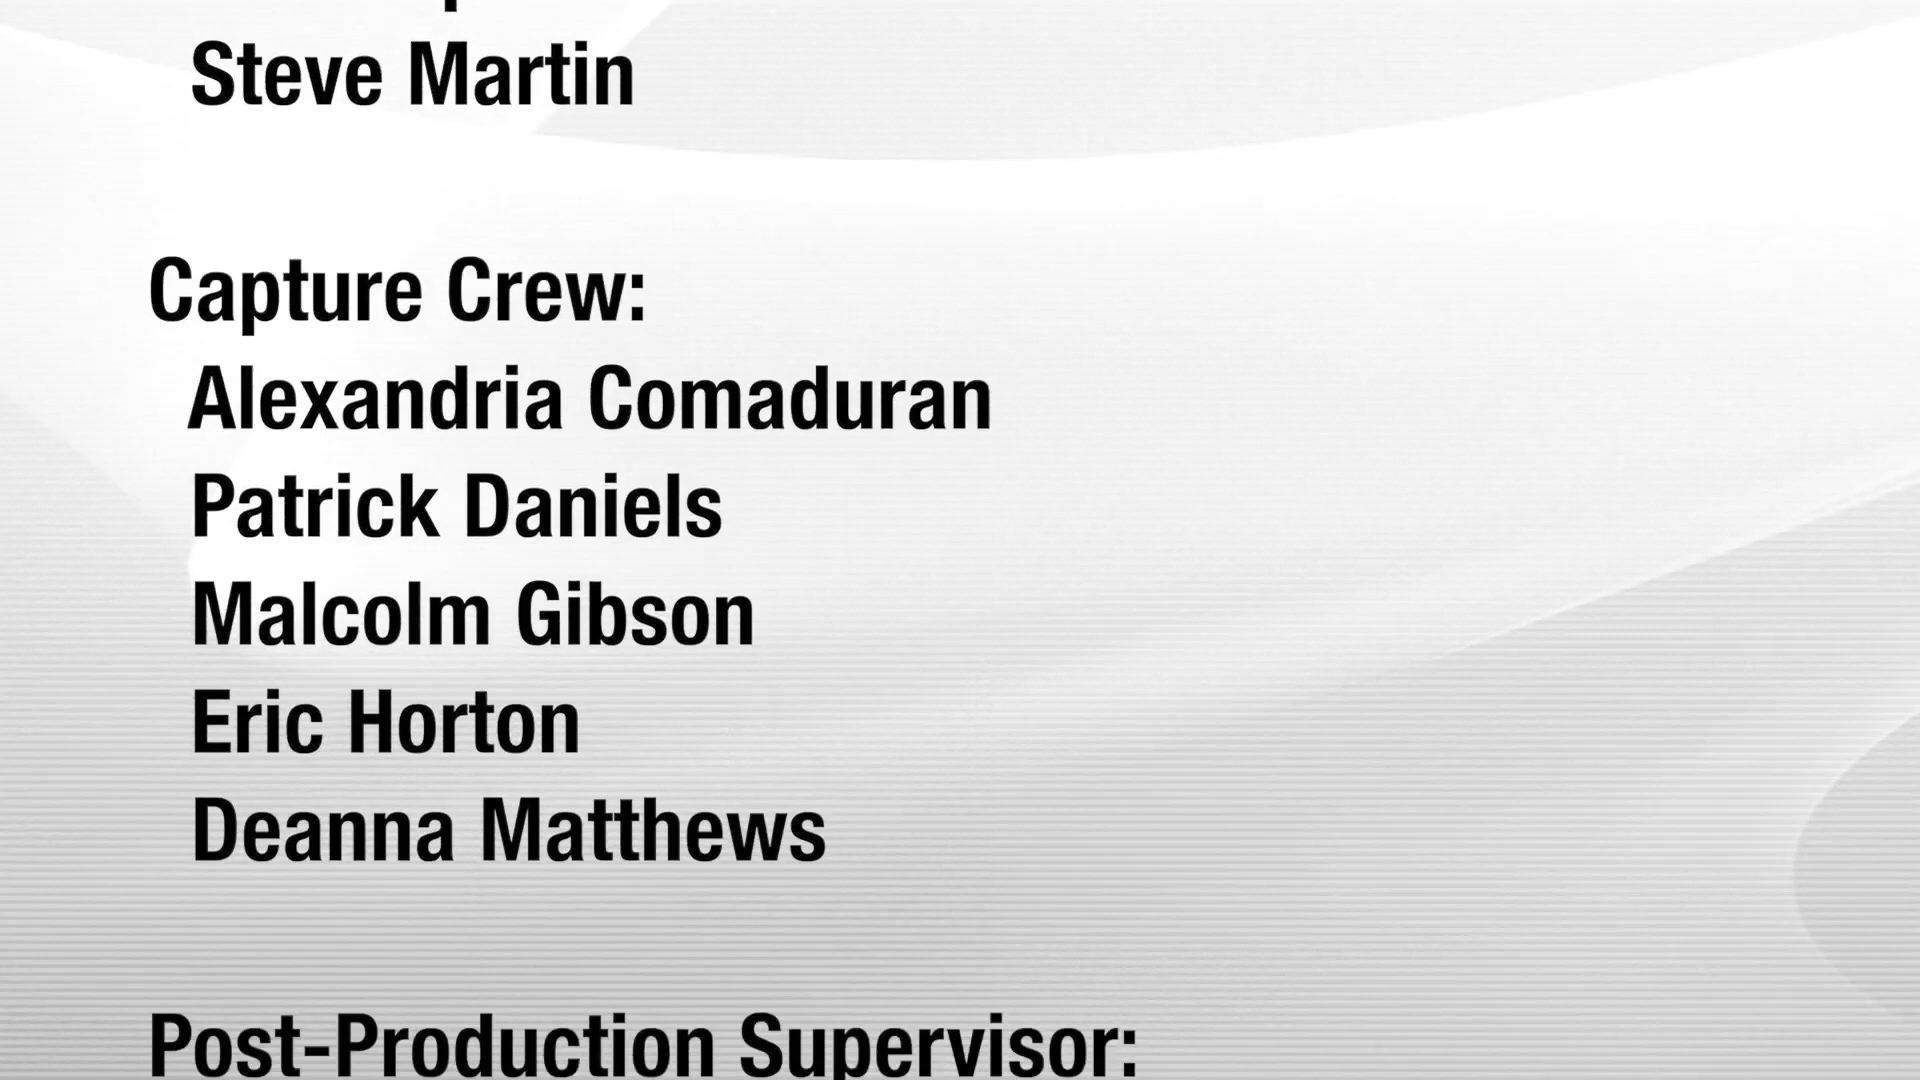 Steve Martin
Capture Crew:
Alexandria Comaduran
Patrick Daniels
Malcolm Gibson
Eric Horton
Deanna Matthews
Post-Production Supervisor: